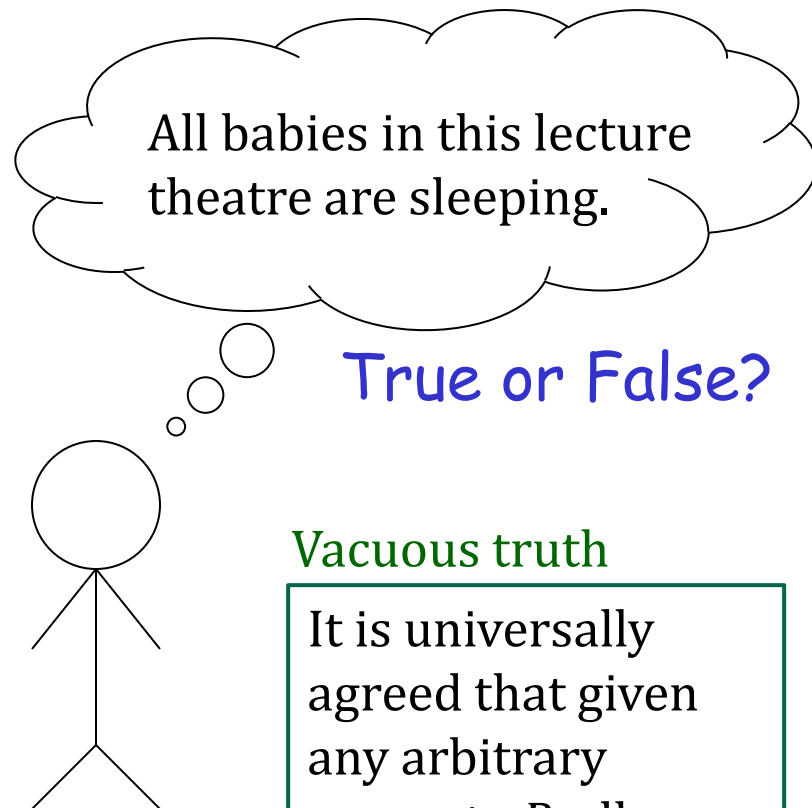 All babies in this lecture
theatre are sleeping.
True or False?
Vacuous truth
It is universally
agreed that given
any arbitrary